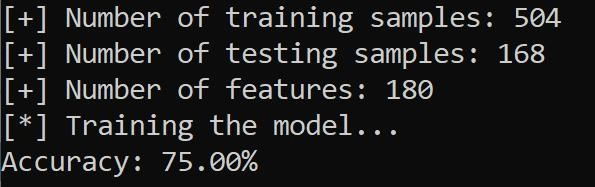 [+] Number of training samples: 504
[+] Number of testing samples: 168
[+] Number of features: 180
[*] Training the model...
Accuracy: 75.00%